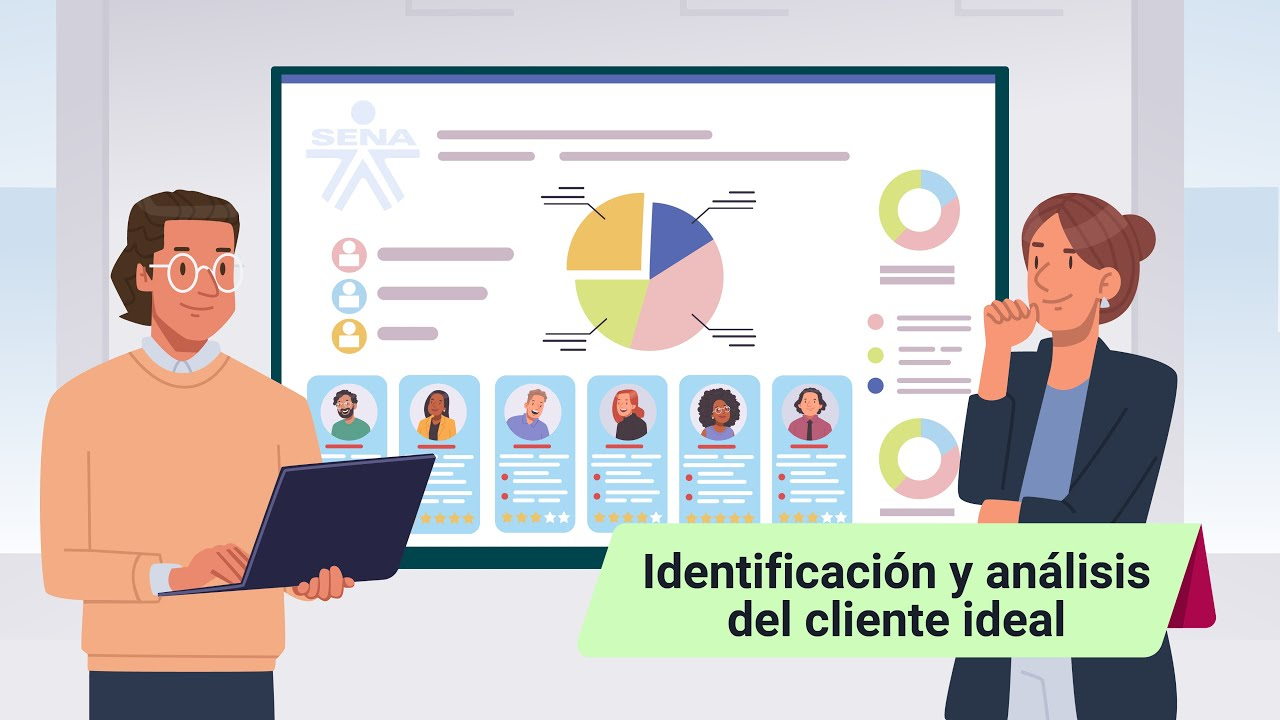 SENA
Identificación y análisis
del cliente ideal